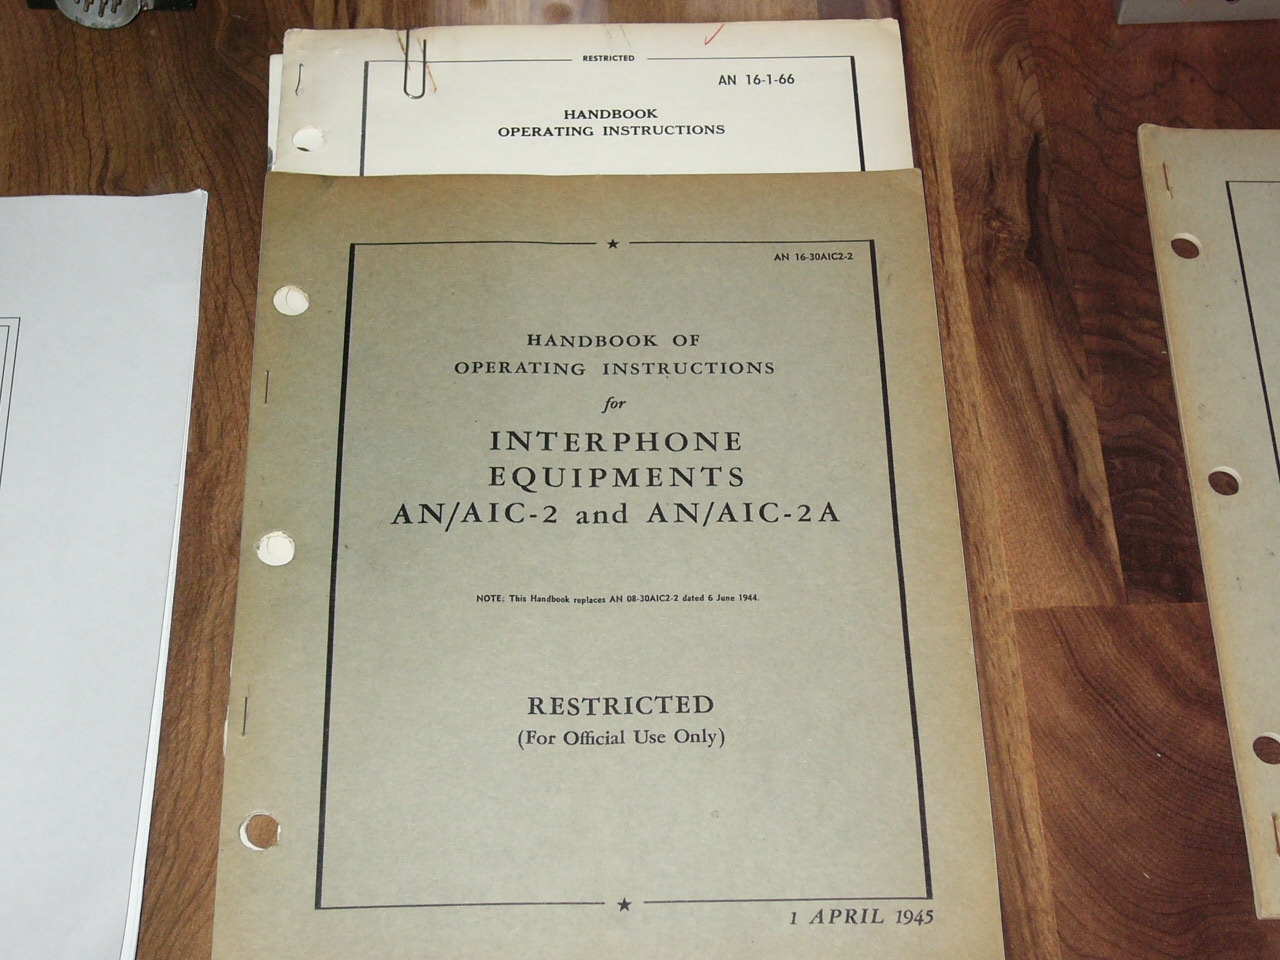 RESTRICTED
AN 16-1-66
HANDBOOK
OPERATING INSTRUCTIONS
AN 16-30AIC2-2
HANDBOOK OF
OPERATING INSTRUCTIONS
for
INTERPHONE
EQUIPMENTS
AN/AIC-2 and AN/AIC-2A
NOTE: This Handbook replaces AN 08-30AIC2-2 dated 6 June 1944.
RESTRICTED
(For Official Use Only)
1 APRIL 1945